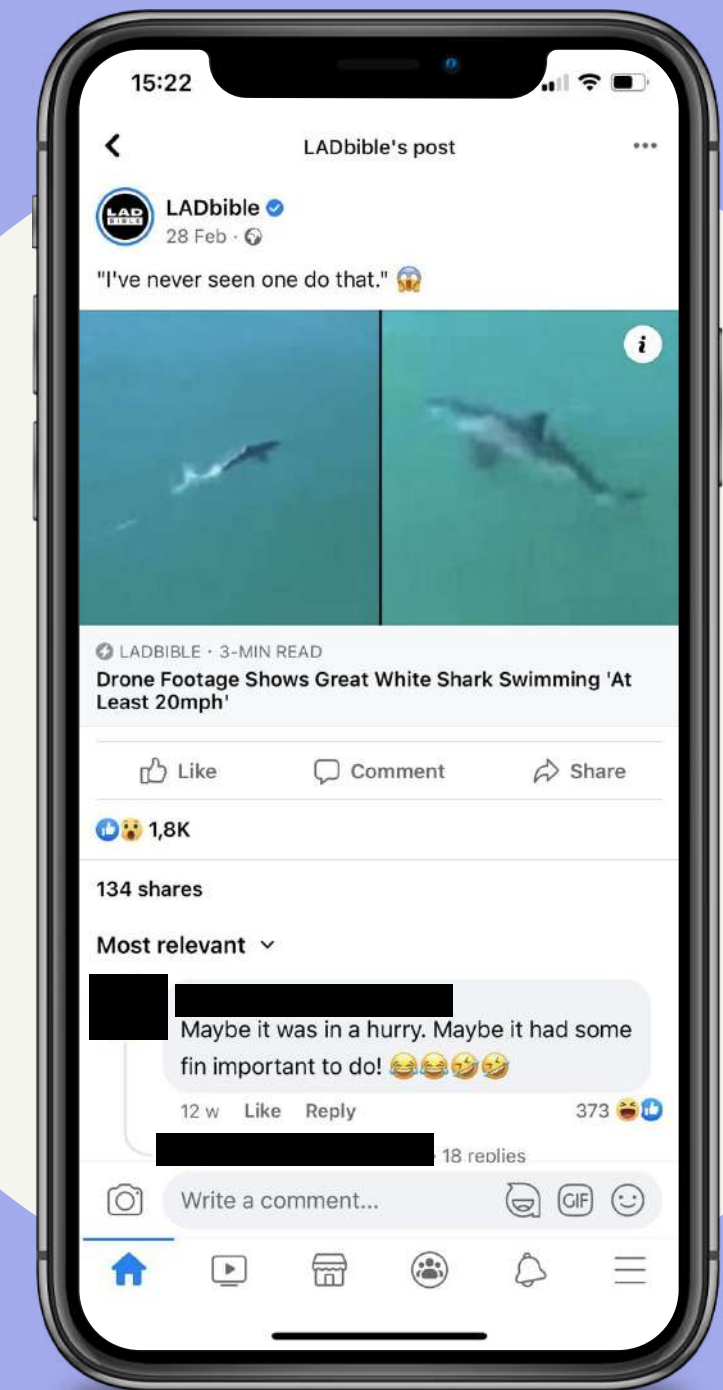 15:22
LADbible's post
LAD
BIBLE
LADbible
28 Feb ·
"I've never seen one do that." 😱
i
LADBIBLE · 3-MIN READ
Drone Footage Shows Great White Shark Swimming 'At
Least 20mph'
Like Comment Share
1,8K
134 shares
Most relevant
Maybe it was in a hurry. Maybe it had some
fin important to do! 😂😂🤣🤣
12 w Like Reply 373
· 18 replies
Write a comment... GIF